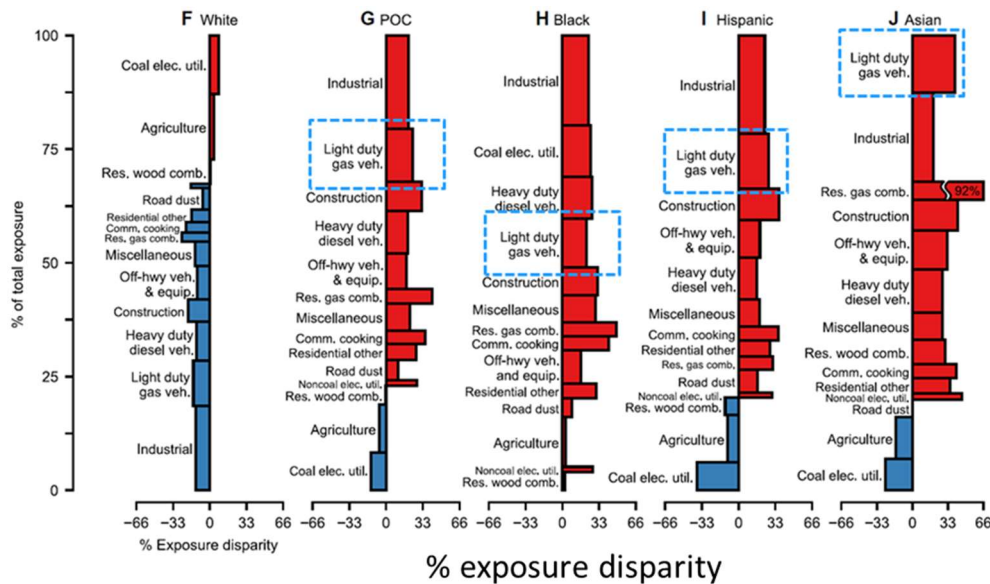 F White
G POC
H Black
I Hispanic
J Asian
% of total exposure
100
75
50
25
0
Coal elec. util.
Agriculture
Res. wood comb.
Road dust
Residential other
Comm. cooking
Res. gas comb.
Miscellaneous
Off-hwy veh.
& equip.
Construction
Heavy duty
diesel veh.
Light duty
gas veh.
Industrial
−66 −33 0 33 66
% Exposure disparity
Industrial
Light duty
gas veh.
Construction
Heavy duty
diesel veh.
Off-hwy veh.
& equip.
Res. gas comb.
Miscellaneous
Comm. cooking
Residential other
Road dust
Noncoal elec. util.
Res. wood comb.
Agriculture
Coal elec. util.
−66 −33 0 33 66
Industrial
Coal elec. util.
Heavy duty
diesel veh.
Light duty
gas veh.
Construction
Miscellaneous
Res. gas comb.
Comm. cooking
Off-hwy veh.
and equip.
Residential other
Road dust
Agriculture
Noncoal elec. util.
Res. wood comb.
−66 −33 0 33 66
Industrial
Light duty
gas veh.
Construction
Off-hwy veh.
& equip.
Heavy duty
diesel veh.
Miscellaneous
Comm. cooking
Residential other
Res. gas comb.
Road dust
Noncoal elec. util.
Res. wood comb.
Agriculture
Coal elec. util.
−66 −33 0 33 66
Light duty
gas veh.
Industrial
Res. gas comb.
92%
Construction
Off-hwy veh.
& equip.
Heavy duty
diesel veh.
Miscellaneous
Res. wood comb.
Comm. cooking
Residential other
Noncoal elec. util.
Road dust
Agriculture
Coal elec. util.
−66 −33 0 33 66
% exposure disparity